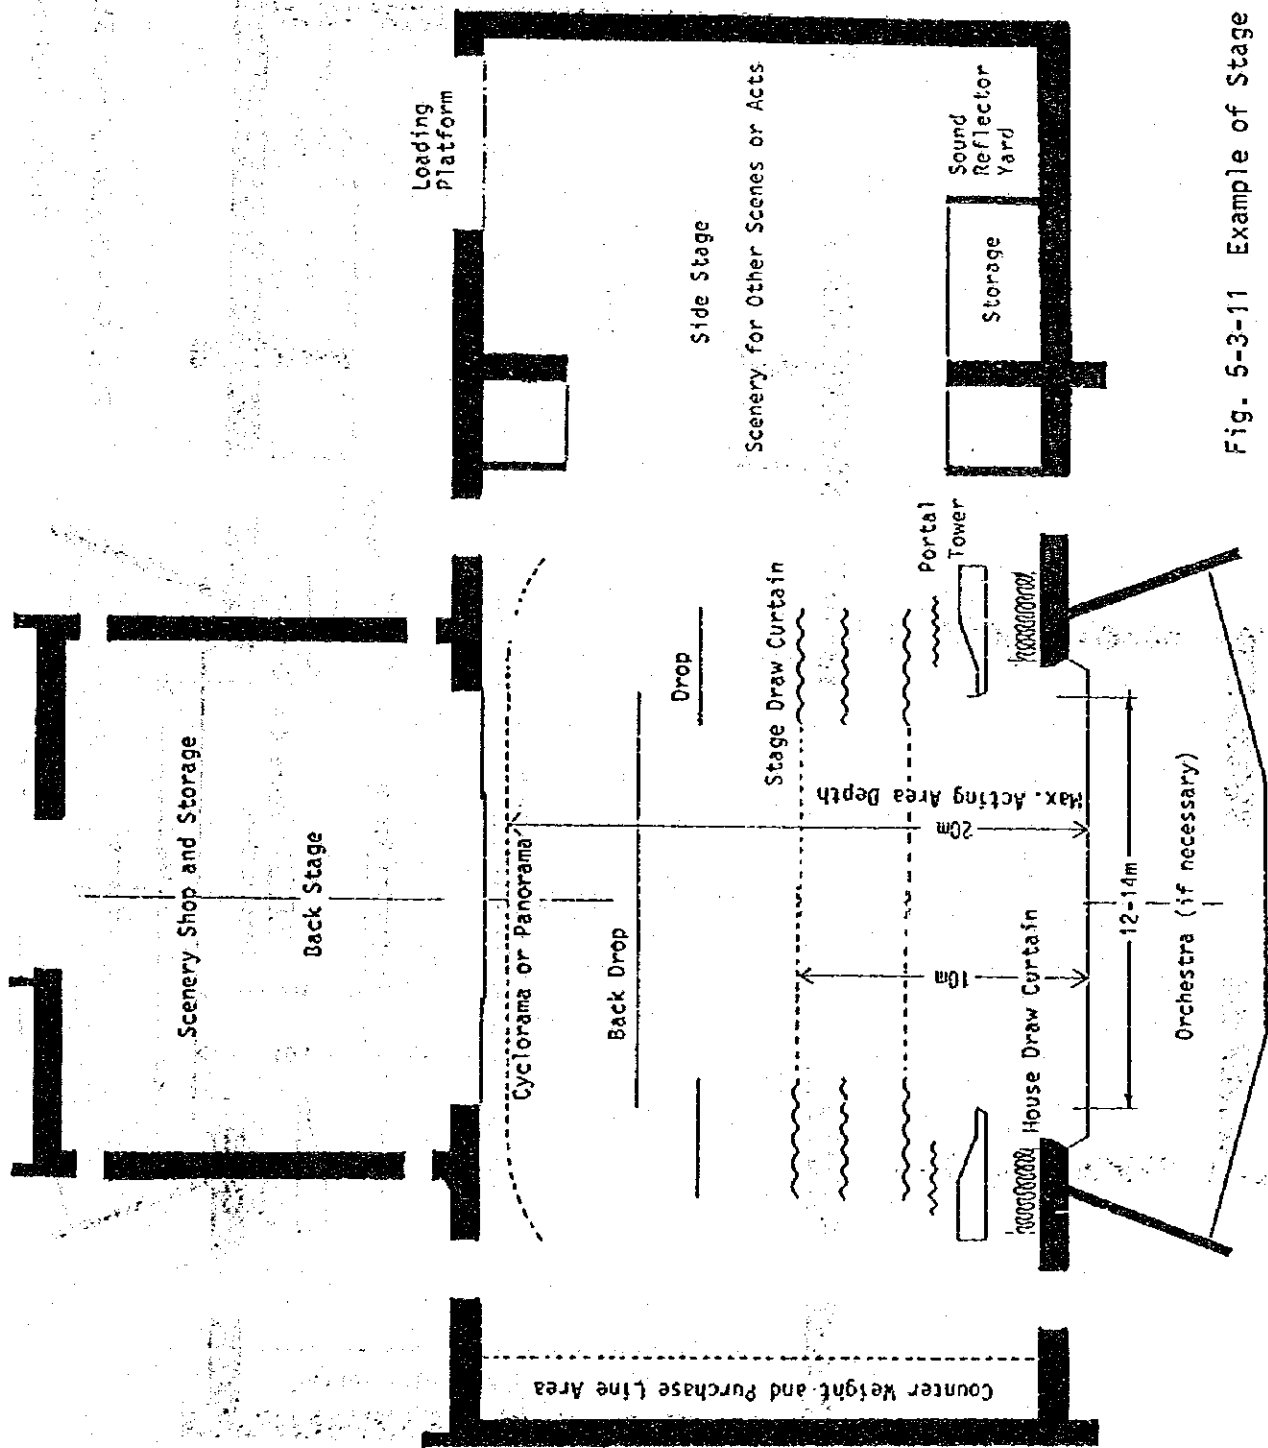 Scenery Shop and Storage
Back Stage
Loading
Platform
Cyclorama or Panorama
Back Drop
Drop
Side Stage
Scenery for Other Scenes or Acts
Stage Draw Curtain
Max. Acting Area Depth
20m
10m
Portal
Tower
Sound
Reflector
Yard
Storage
House Draw Curtain
12-14m
Orchestra (if necessary)
Counter Weight and Purchase Line Area
Fig. 5-3-11 Example of Stage